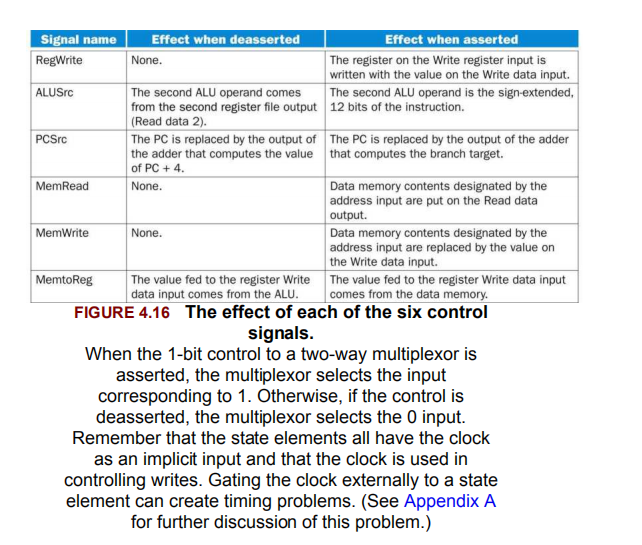 Signal name Effect when deasserted Effect when asserted
RegWrite None. The register on the Write register input is
written with the value on the Write data input.
ALUSrc The second ALU operand comes The second ALU operand is the sign-extended,
from the second register file output 12 bits of the instruction.
(Read data 2).
PCSrc The PC is replaced by the output of The PC is replaced by the output of the adder
the adder that computes the value that computes the branch target.
of PC + 4.
MemRead None. Data memory contents designated by the
address input are put on the Read data
output.
MemWrite None. Data memory contents designated by the
address input are replaced by the value on
the Write data input.
MemtoReg The value fed to the register Write The value fed to the register Write data input
data input comes from the ALU. comes from the data memory.
FIGURE 4.16 The effect of each of the six control
signals.
When the 1-bit control to a two-way multiplexor is
asserted, the multiplexor selects the input
corresponding to 1. Otherwise, if the control is
deasserted, the multiplexor selects the 0 input.
Remember that the state elements all have the clock
as an implicit input and that the clock is used in
controlling writes. Gating the clock externally to a state
element can create timing problems. (See Appendix A
for further discussion of this problem.)